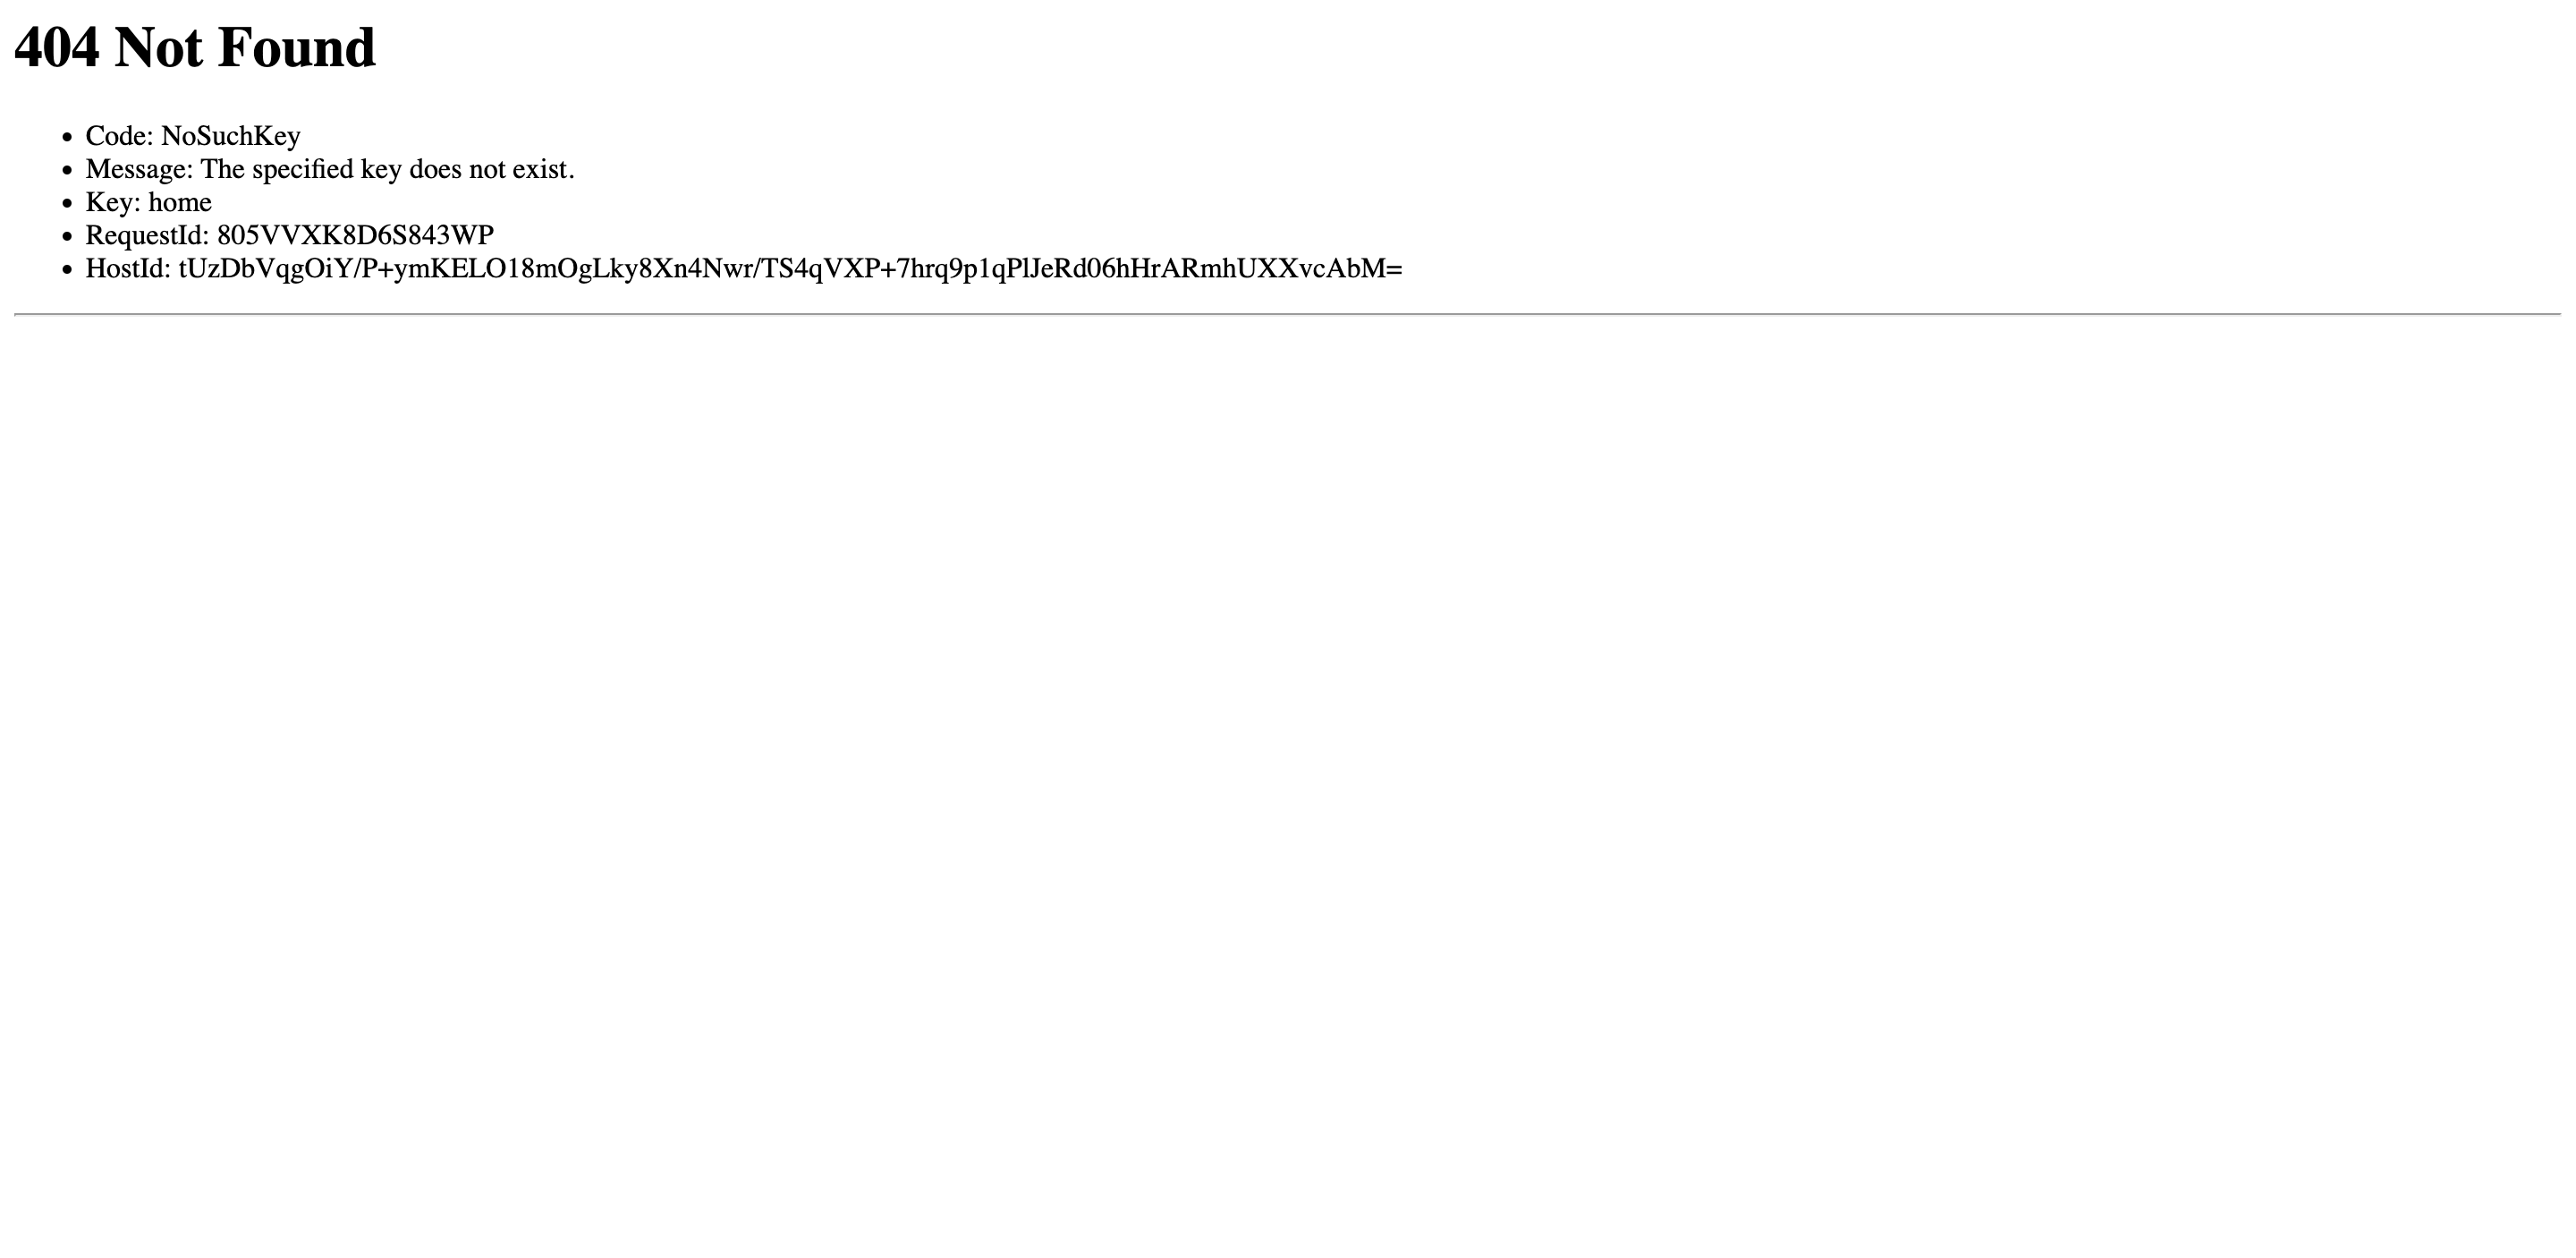 404 Not Found
Code: NoSuchKey
Message: The specified key does not exist.
Key: home
RequestId: 805VVXK8D6S843WP
HostId: tUzDbVqgOiY/P+ymKELO18mOgLky8Xn4Nwr/TS4qVXP+7hrq9p1qPlJeRd06hHrARmhUXXvcAbM=